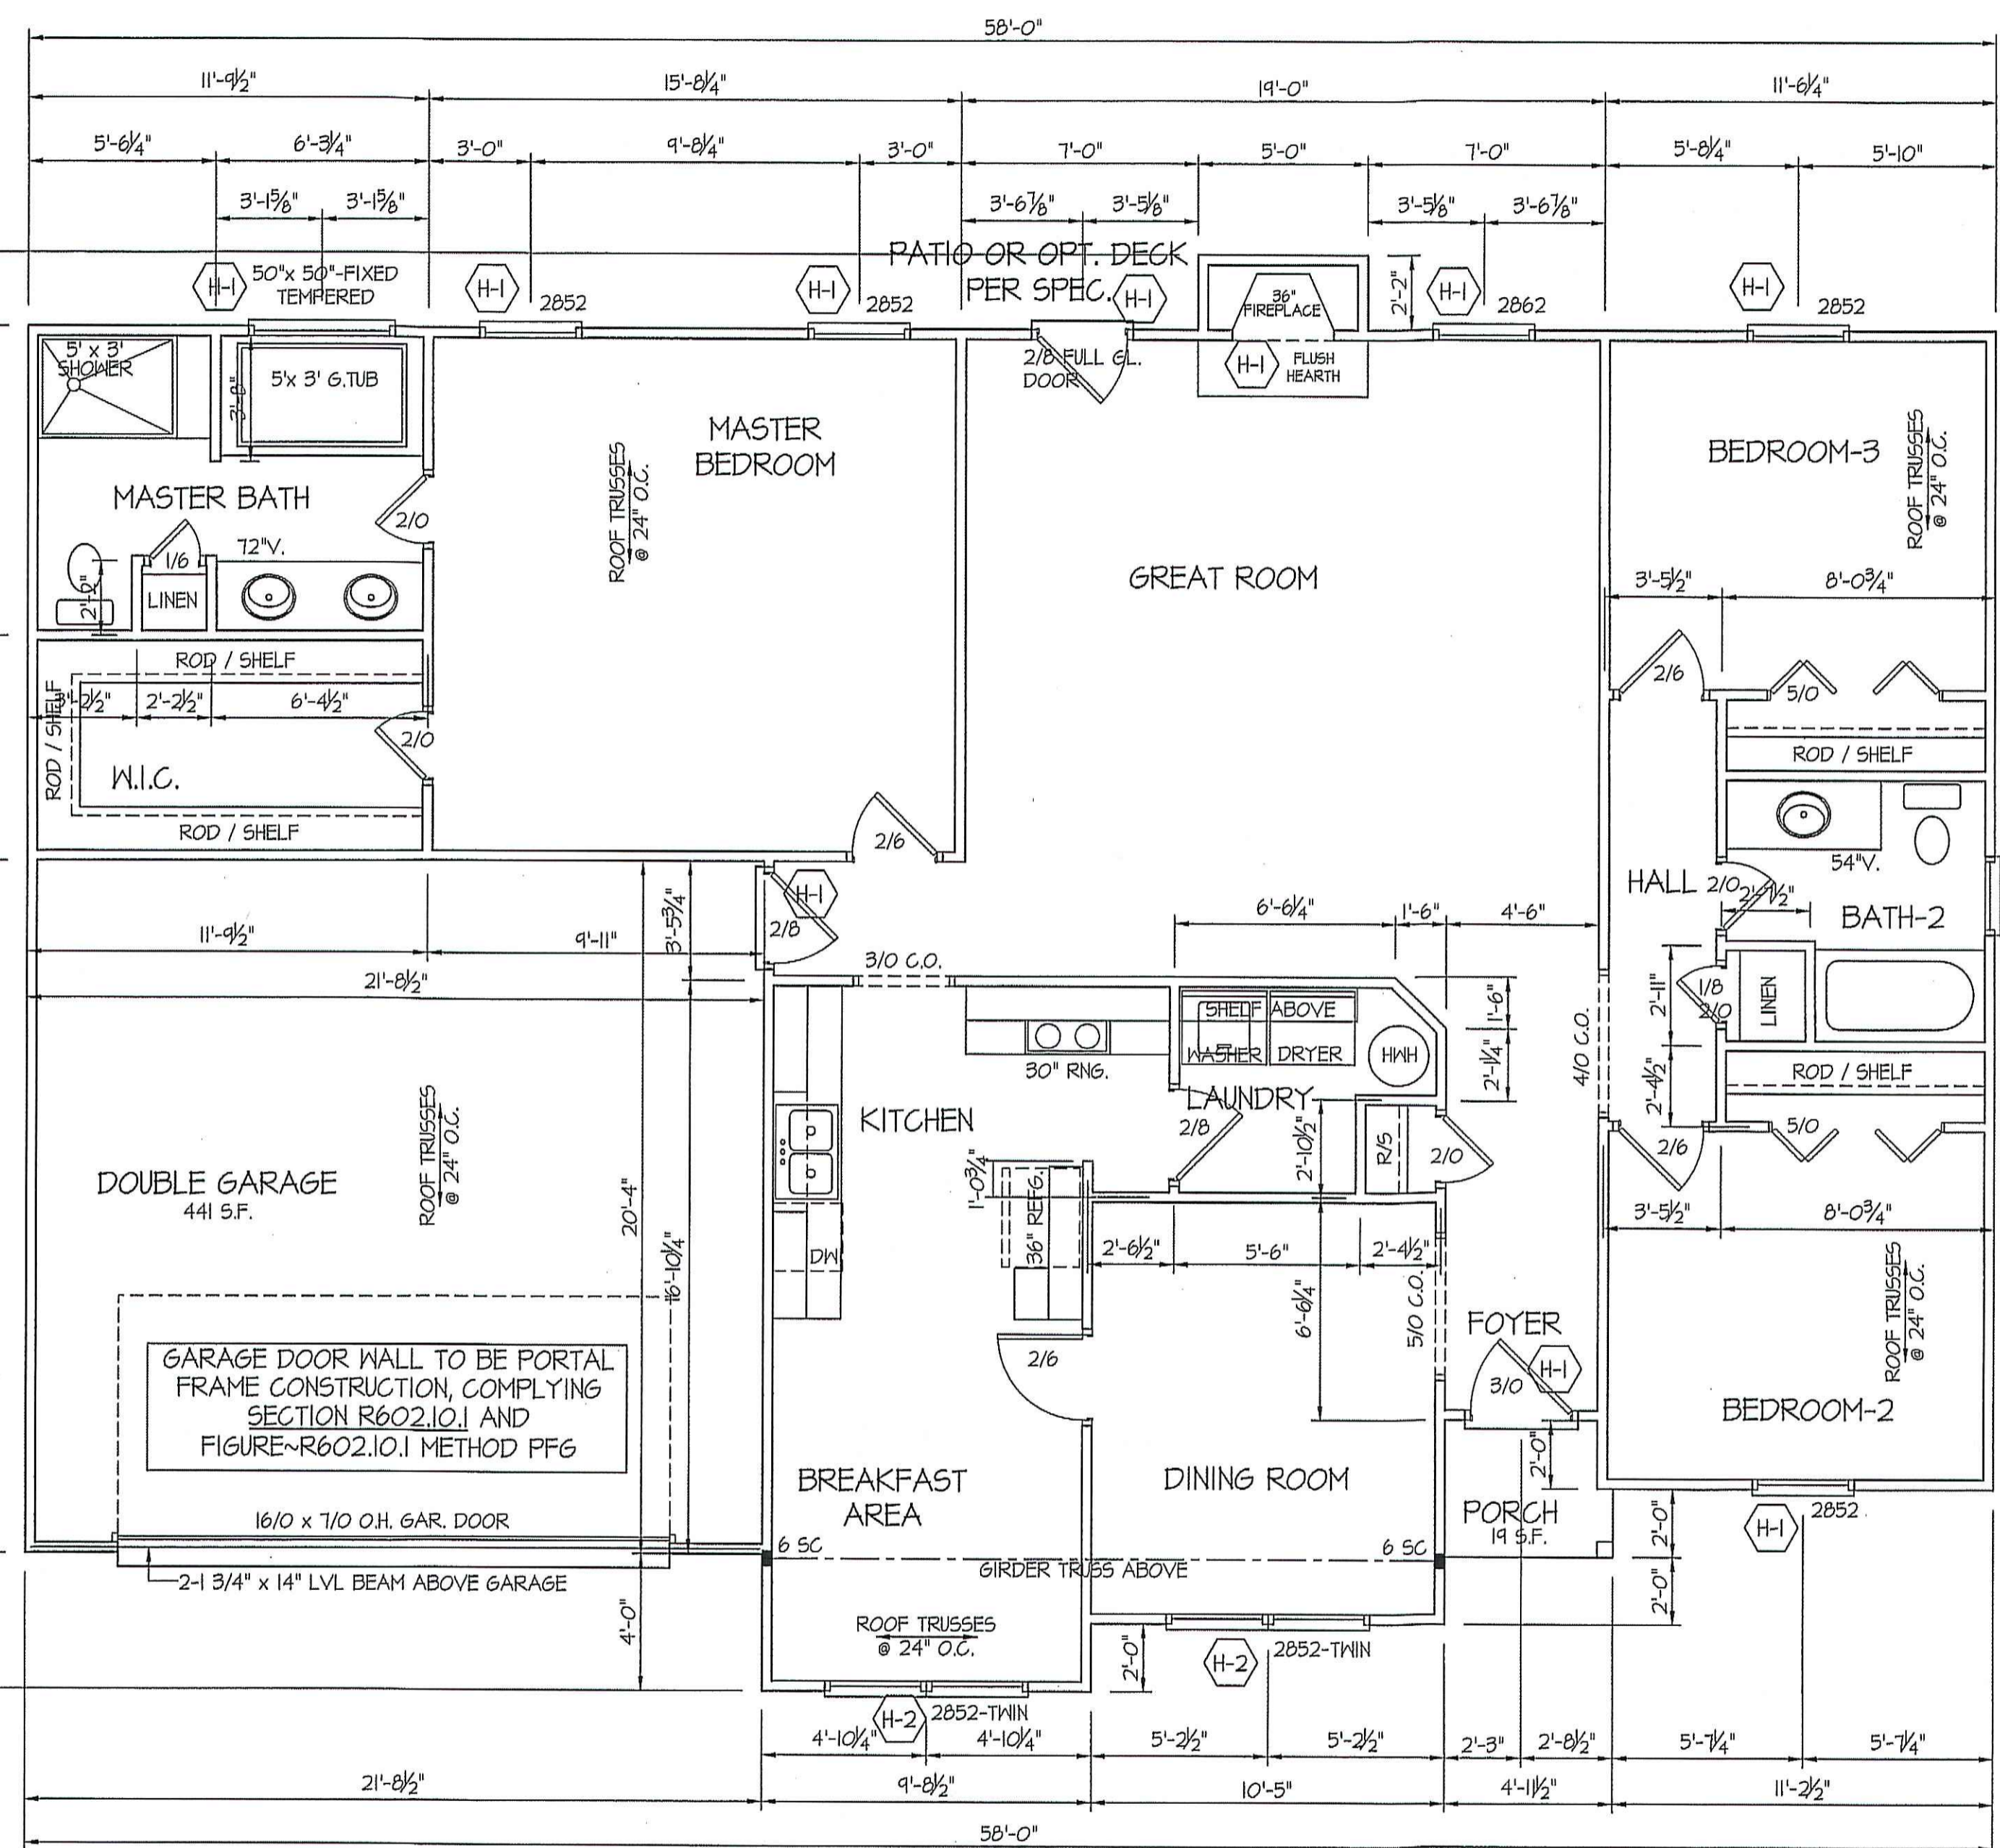 58'-0"
11'-9½"
15'-8¼"
19'-0"
11'-6¼"
5'-6¼"
6'-3¼"
3'-0"
9'-8¼"
3'-0"
7'-0"
5'-0"
7'-0"
5'-8¼"
5'-10"
3'-1⅝"
3'-1⅝"
3'-6⅞"
3'-5⅛"
3'-5⅛"
3'-6⅞"
PATIO OR OPT. DECK
PER SPEC.
H-1
50"x 50"-FIXED
TEMPERED
H-1
2852
H-1
2852
H-1
36"
FIREPLACE
2'-2"
H-1
2862
H-1
2852
5' x 3'
SHOWER
5'x 3' G.TUB
2/8 FULL GL.
DOOR
H-1
FLUSH
HEARTH
MASTER
BEDROOM
ROOF TRUSSES
@ 24" O.C.
BEDROOM-3
ROOF TRUSSES
@ 24" O.C.
MASTER BATH
2/0
1/6
72"V.
LINEN
2'-2"
GREAT ROOM
3'-5½"
8'-0¾"
ROD / SHELF
ROD / SHELF
2'-2½"
6'-4½"
2/0
W.I.C.
ROD / SHELF
2/6
2/6
5/0
ROD / SHELF
54"V.
HALL
2/0
2'-7½"
BATH-2
H-1
2/8
3'-5¾"
11'-9½"
9'-11"
21'-8½"
6'-6¼"
1'-6"
4'-6"
3/0 C.O.
SHELF ABOVE
WASHER
DRYER
HWH
1'-6"
2'-1¼"
4/0 C.O.
2'-11"
1/8
2/0
LINEN
2'-4½"
ROD / SHELF
30" RNG.
KITCHEN
LAUNDRY
2/8
2'-10½"
R/S
2/0
2/6
5/0
DOUBLE GARAGE
441 S.F.
ROOF TRUSSES
@ 24" O.C.
20'-4"
16'-10¼"
1'-0¾"
36" REFG.
DW
3'-5½"
8'-0¾"
2'-6½"
5'-6"
2'-4½"
6'-6¼"
5/0 C.O.
FOYER
3/0
H-1
ROOF TRUSSES
@ 24" O.C.
BEDROOM-2
2/6
GARAGE DOOR WALL TO BE PORTAL
FRAME CONSTRUCTION, COMPLYING
SECTION R602.10.1 AND
FIGURE~R602.10.1 METHOD PFG
BREAKFAST
AREA
DINING ROOM
2'-0"
PORCH
19 S.F.
2'-0"
2'-0"
H-1
2852
16/0 x 7/0 O.H. GAR. DOOR
6 SC
6 SC
GIRDER TRUSS ABOVE
2-1 3/4" x 14" LVL BEAM ABOVE GARAGE
4'-0"
ROOF TRUSSES
@ 24" O.C.
2'-0"
H-2
2852-TWIN
H-2
2852-TWIN
4'-10¼"
4'-10¼"
5'-2½"
5'-2½"
2'-3"
2'-8½"
5'-7¼"
5'-7¼"
21'-8½"
9'-8½"
10'-5"
4'-11½"
11'-2½"
58'-0"